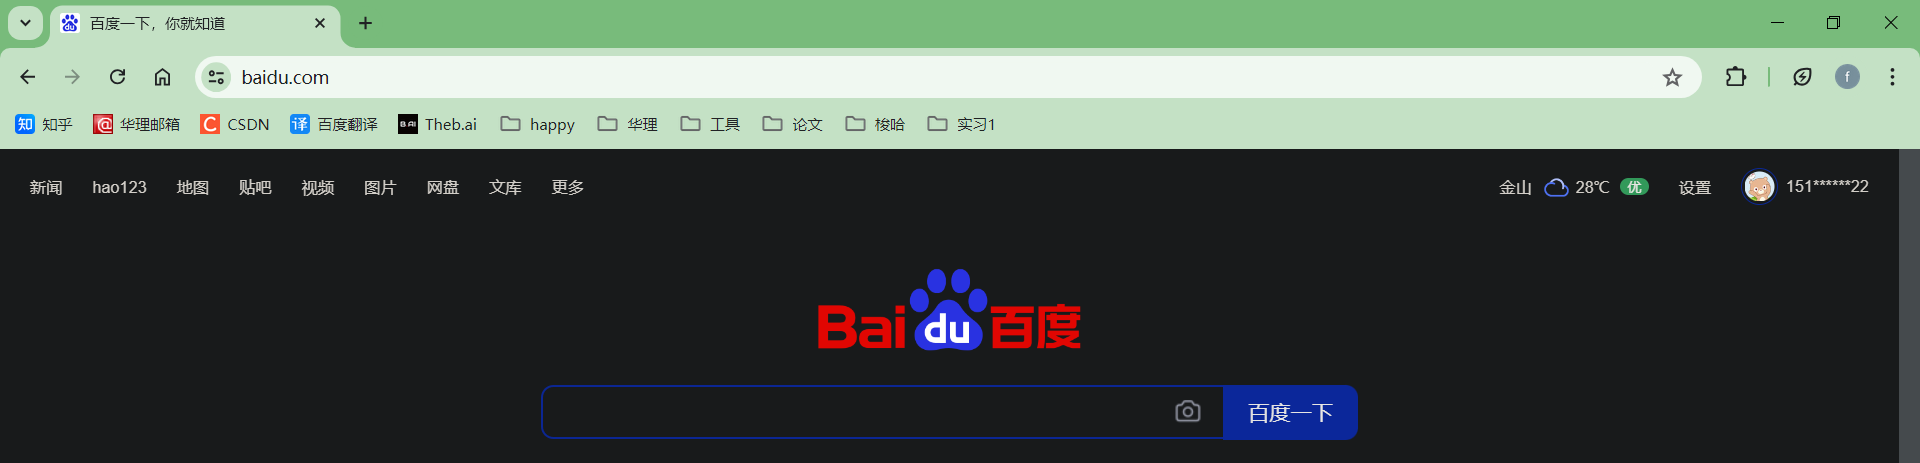 百度一下，你就知道
baidu.com
f
知 知乎 @ 华理邮箱 C CSDN 译 百度翻译 B AI Theb.ai happy 华理 工具 论文 梭哈 实习1
新闻 hao123 地图 贴吧 视频 图片 网盘 文库 更多 金山 28℃ 优 设置 151******22
Bai du 百度
百度一下